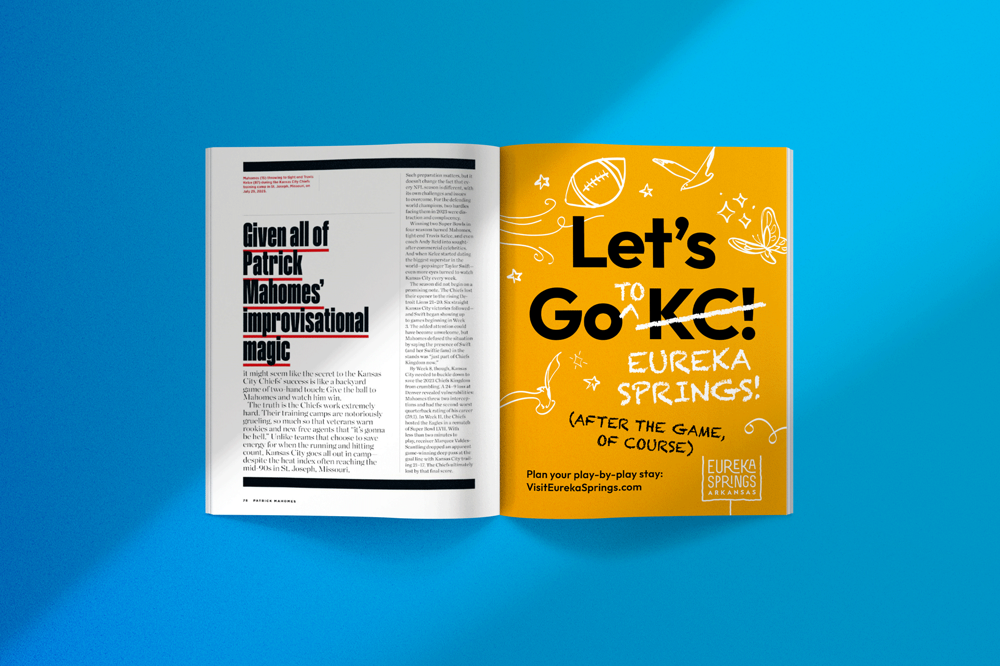 Mahomes (15) throwing to tight end Travis
Kelce (87) during the Kansas City Chiefs
training camp in St. Joseph, Missouri, on
July 25, 2023.
Given all of
Patrick
Mahomes’
improvisational
magic
it might seem like the secret to the Kansas
City Chiefs’ success is like a backyard
game of two-hand touch: Give the ball to
Mahomes and watch him win.
The truth is the Chiefs work extremely
hard. Their training camps are notoriously
grueling, so much so that veterans warn
rookies and new free agents that “it’s gonna
be hell.” Unlike teams that choose to save
energy for when the running and hitting
count, Kansas City goes all out in camp—
despite the heat index often reaching the
mid-90s in St. Joseph, Missouri.
Such preparation matters, but it
doesn’t change the fact that ev-
ery NFL season is different, with
its own challenges and issues
to overcome. For the defending
world champions, two hurdles
facing them in 2023 were dis-
traction and complacency.
Winning two Super Bowls in
four seasons turned Mahomes,
tight end Travis Kelce, and even
coach Andy Reid into sought-
after commercial celebrities.
And when Kelce started dating
the biggest superstar in the
world—pop singer Taylor Swift—
even more eyes turned to watch
Kansas City every week.
The season did not begin on a
promising note. The Chiefs lost
their opener to the rising De-
troit Lions 21–20. Six straight
Kansas City victories followed—
and Swift began showing up
to games beginning in Week
3. The added attention could
have become unwelcome, but
Mahomes defused the situation
by saying the presence of Swift
(and her Swiftie fans) in the
stands was “just part of Chiefs
Kingdom now.”
By Week 8, though, Kansas
City needed to buckle down to
save the 2023 Chiefs Kingdom
from crumbling. A 24–9 loss at
Denver revealed vulnerabilities:
Mahomes threw two intercep-
tions and had the second-worst
quarterback rating of his career
(59.1). In Week 11, the Chiefs
hosted the Eagles in a rematch
of Super Bowl LVII. With
less than two minutes to
play, receiver Marquez Valdes-
Scantling dropped an apparent
game-winning deep pass at the
goal line with Kansas City trail-
ing 21–17. The Chiefs ultimately
lost by that final score.
PATRICK MAHOMES
Let’s
Go TO KC!
EUREKA
SPRINGS!
(AFTER THE GAME,
OF COURSE)
Plan your play-by-play stay:
VisitEurekaSprings.com
EUREKA
SPRINGS
ARKANSAS